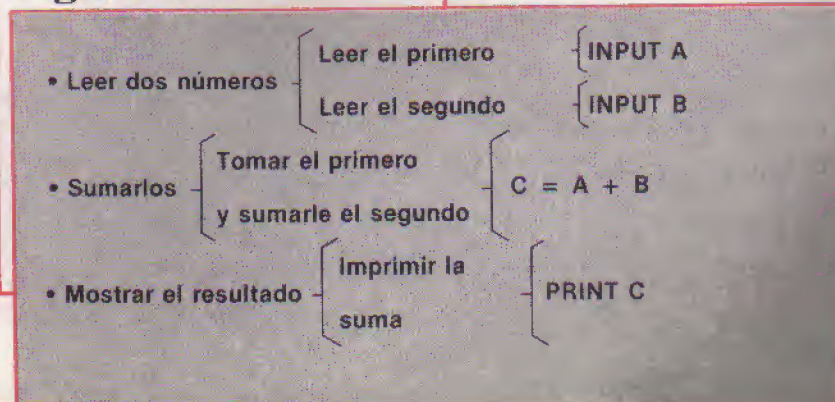 Leer el primero INPUT A
• Leer dos números
Leer el segundo INPUT B
Tomar el primero
• Sumarlos C = A + B
y sumarle el segundo
Imprimir la
• Mostrar el resultado PRINT C
suma